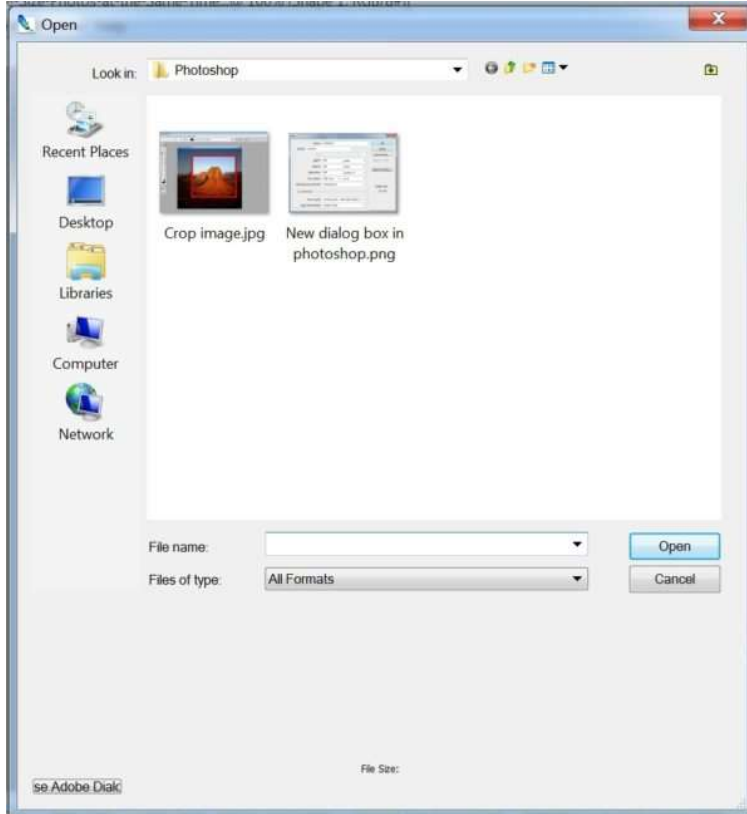 Open
Look in:
Photoshop
Recent Places
Desktop
Libraries
Computer
Network
Crop image.jpg
New dialog box in
photoshop.png
File name:
Open
Files of type:
All Formats
Cancel
File Size:
se Adobe Dialc